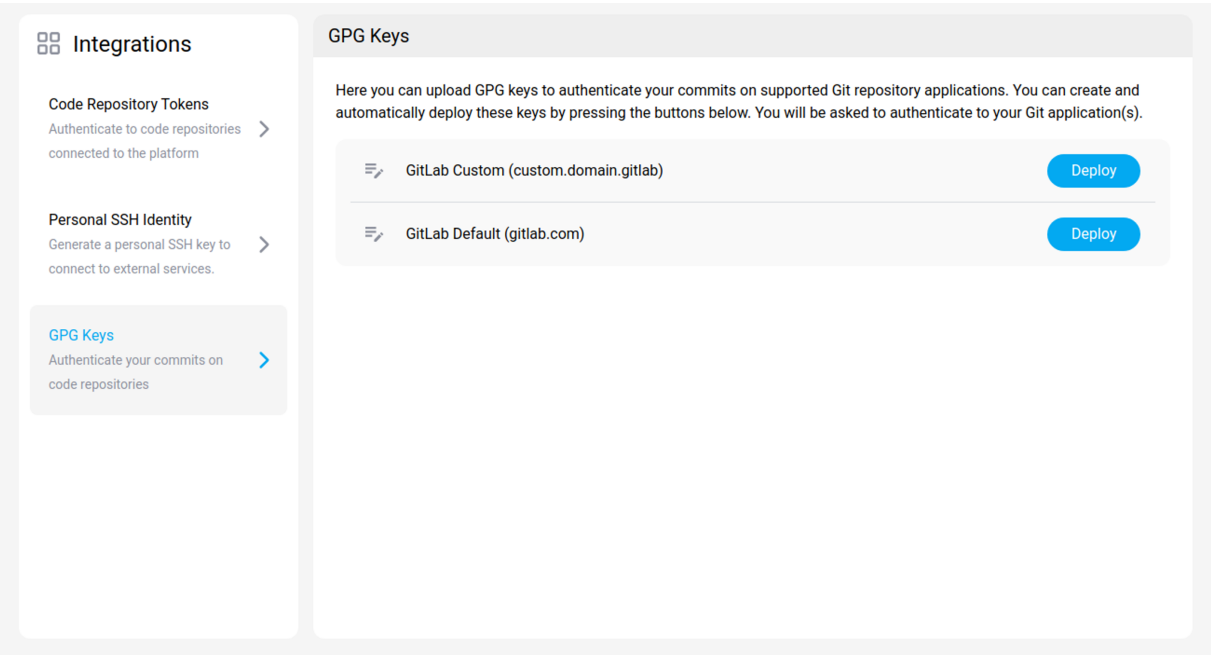 Integrations
Code Repository Tokens
Authenticate to code repositories
connected to the platform
Personal SSH Identity
Generate a personal SSH key to
connect to external services.
GPG Keys
Authenticate your commits on
code repositories
GPG Keys
Here you can upload GPG keys to authenticate your commits on supported Git repository applications. You can create and
automatically deploy these keys by pressing the buttons below. You will be asked to authenticate to your Git application(s).
GitLab Custom (custom.domain.gitlab)
Deploy
GitLab Default (gitlab.com)
Deploy